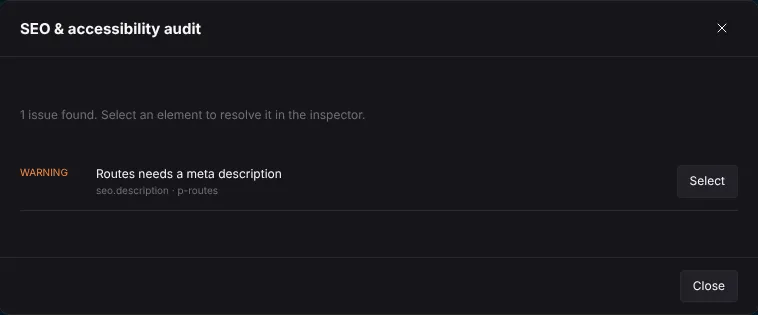 SEO & accessibility audit
1 issue found. Select an element to resolve it in the inspector.
WARNING
Routes needs a meta description
seo.description · p-routes
Select
Close